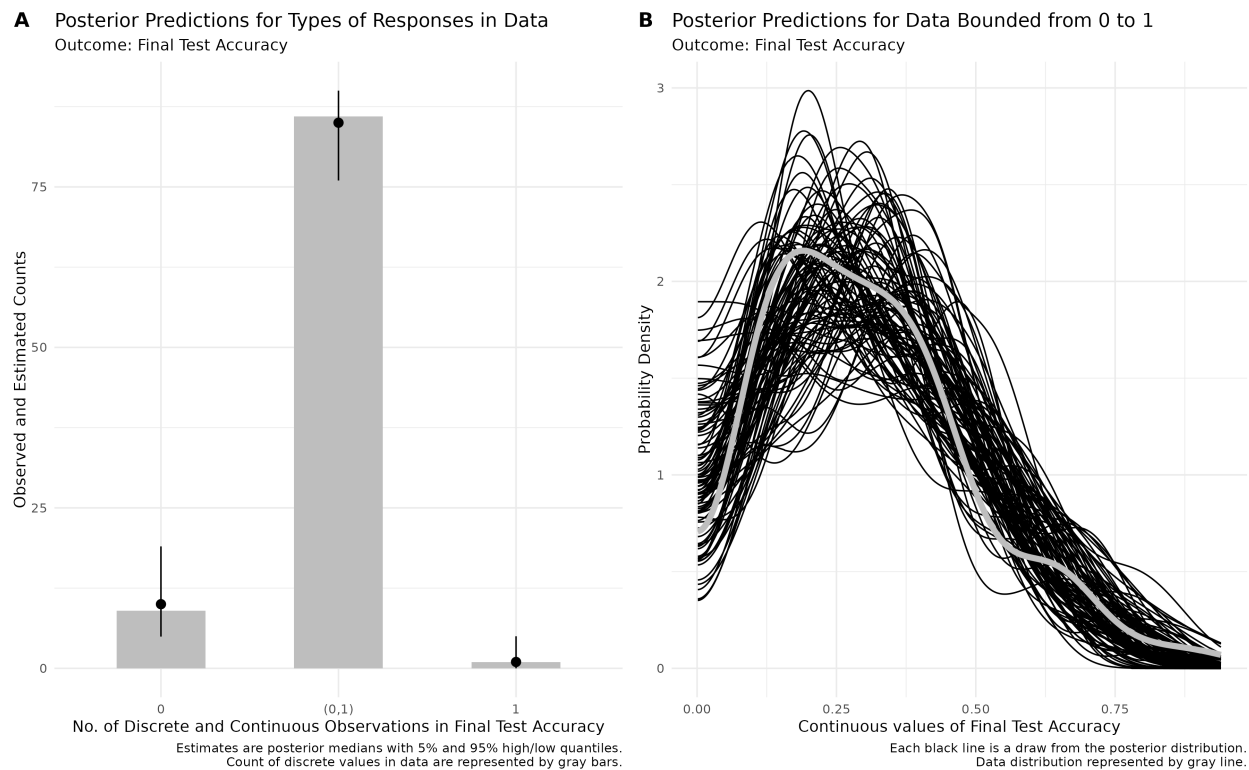 A Posterior Predictions for Types of Responses in Data
Outcome: Final Test Accuracy
Observed and Estimated Counts
75
50
25
0
0 (0,1) 1
No. of Discrete and Continuous Observations in Final Test Accuracy
Estimates are posterior medians with 5% and 95% high/low quantiles.
Count of discrete values in data are represented by gray bars.
B Posterior Predictions for Data Bounded from 0 to 1
Outcome: Final Test Accuracy
Probability Density
3
2
1
0
0.00 0.25 0.50 0.75
Continuous values of Final Test Accuracy
Each black line is a draw from the posterior distribution.
Data distribution represented by gray line.